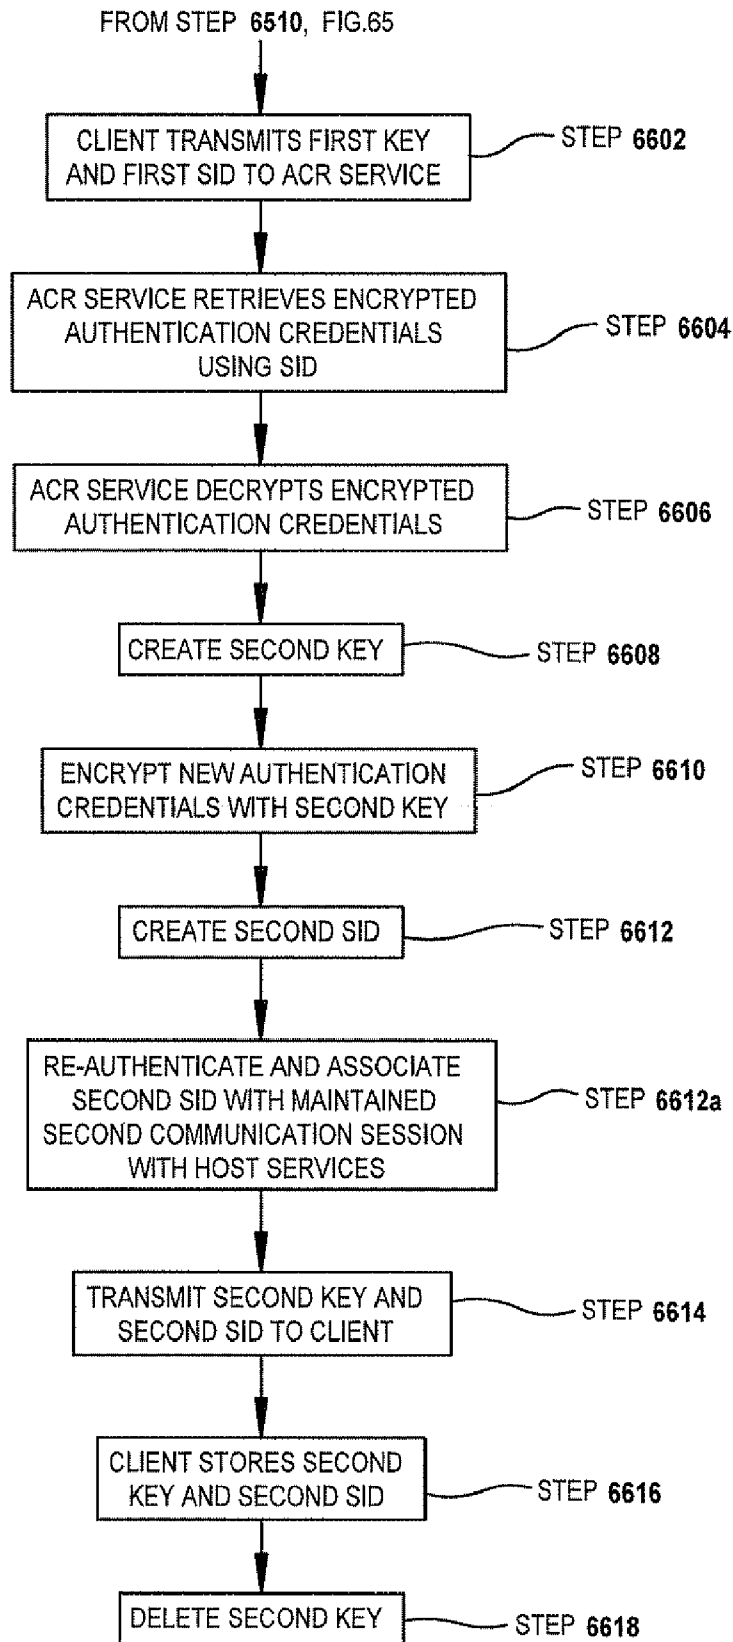 FROM STEP 6510, FIG.65
CLIENT TRANSMITS FIRST KEY
AND FIRST SID TO ACR SERVICE
STEP 6602
ACR SERVICE RETRIEVES ENCRYPTED
AUTHENTICATION CREDENTIALS
USING SID
STEP 6604
ACR SERVICE DECRYPTS ENCRYPTED
AUTHENTICATION CREDENTIALS
STEP 6606
CREATE SECOND KEY
STEP 6608
ENCRYPT NEW AUTHENTICATION
CREDENTIALS WITH SECOND KEY
STEP 6610
CREATE SECOND SID
STEP 6612
RE-AUTHENTICATE AND ASSOCIATE
SECOND SID WITH MAINTAINED
SECOND COMMUNICATION SESSION
WITH HOST SERVICES
STEP 6612a
TRANSMIT SECOND KEY AND
SECOND SID TO CLIENT
STEP 6614
CLIENT STORES SECOND
KEY AND SECOND SID
STEP 6616
DELETE SECOND KEY
STEP 6618